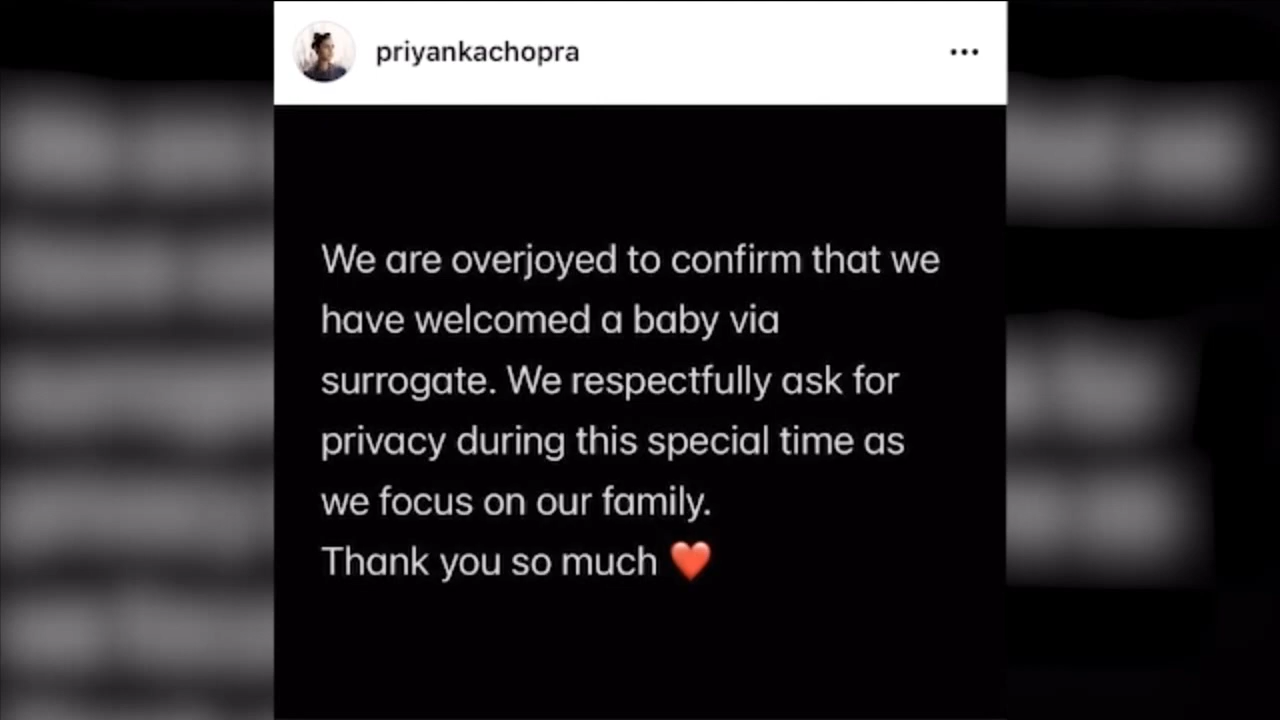 priyankachopra
We are overjoyed to confirm that we
have welcomed a baby via
surrogate. We respectfully ask for
privacy during this special time as
we focus on our family.
Thank you so much ❤️